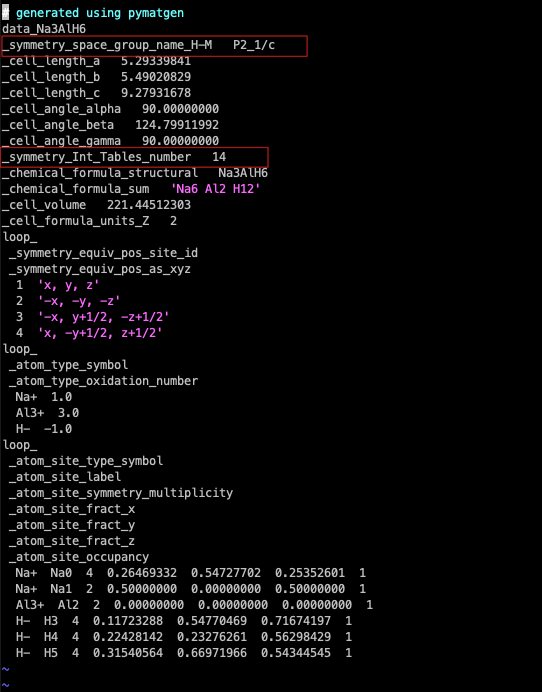 # generated using pymatgen
data_Na3AlH6
_symmetry_space_group_name_H-M   P2_1/c
_cell_length_a   5.29339841
_cell_length_b   5.49020829
_cell_length_c   9.27931678
_cell_angle_alpha   90.00000000
_cell_angle_beta   124.79911992
_cell_angle_gamma   90.00000000
_symmetry_Int_Tables_number   14
_chemical_formula_structural   Na3AlH6
_chemical_formula_sum   'Na6 Al2 H12'
_cell_volume   221.44512303
_cell_formula_units_Z   2
loop_
 _symmetry_equiv_pos_site_id
 _symmetry_equiv_pos_as_xyz
  1  'x, y, z'
  2  '-x, -y, -z'
  3  '-x, y+1/2, -z+1/2'
  4  'x, -y+1/2, z+1/2'
loop_
 _atom_type_symbol
 _atom_type_oxidation_number
  Na+  1.0
  Al3+  3.0
  H-  -1.0
loop_
 _atom_site_type_symbol
 _atom_site_label
 _atom_site_symmetry_multiplicity
 _atom_site_fract_x
 _atom_site_fract_y
 _atom_site_fract_z
 _atom_site_occupancy
  Na+  Na0  4  0.26469332  0.54727702  0.25352601  1
  Na+  Na1  2  0.50000000  0.00000000  0.50000000  1
  Al3+  Al2  2  0.00000000  0.00000000  0.00000000  1
  H-  H3  4  0.11723288  0.54770469  0.71674197  1
  H-  H4  4  0.22428142  0.23276261  0.56298429  1
  H-  H5  4  0.31540564  0.66971966  0.54344545  1
~
~